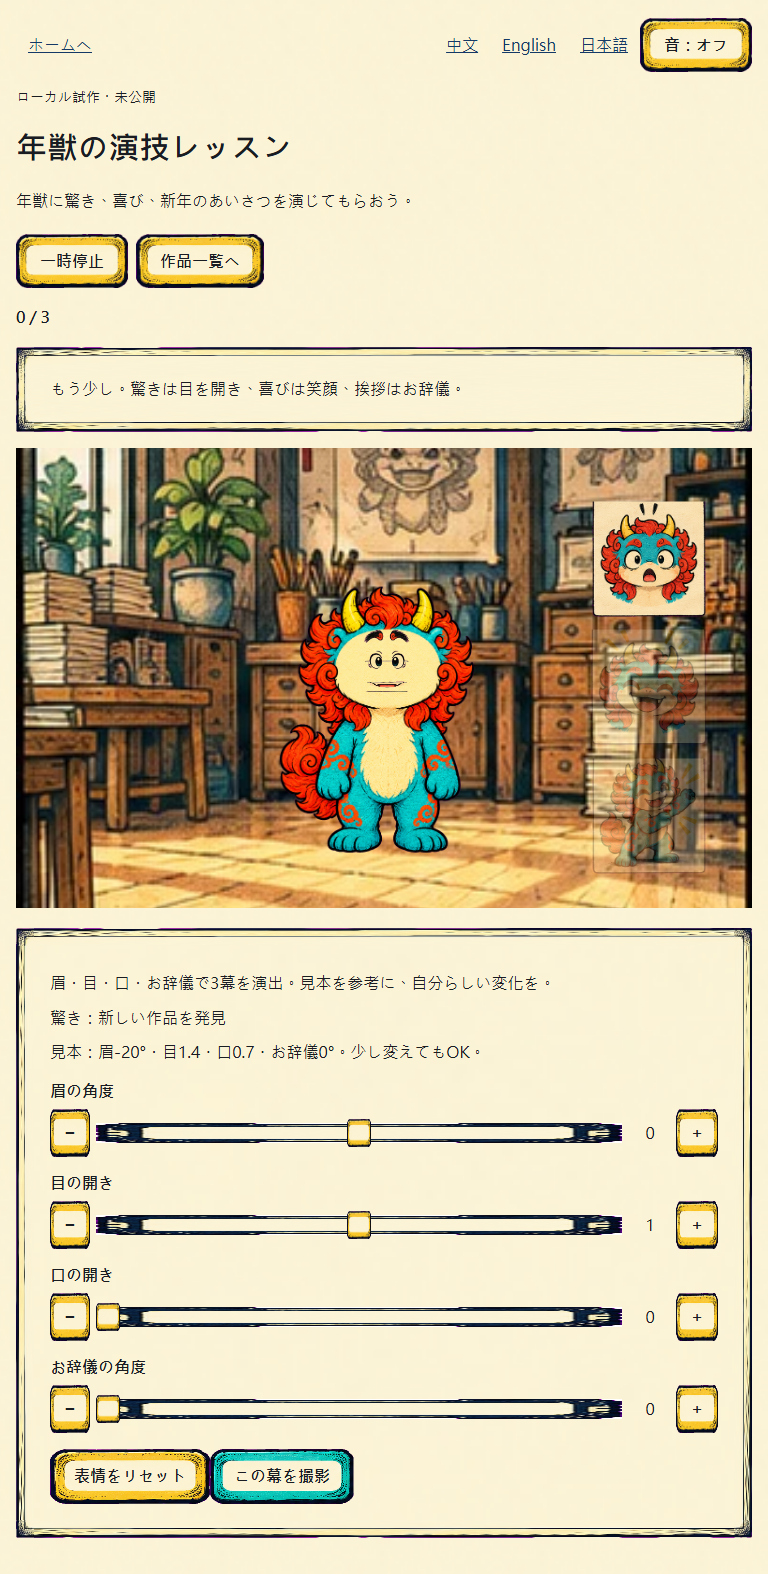 ホームへ 中文 English 日本語 音：オフ
ローカル試作・未公開
年獣の演技レッスン
年獣に驚き、喜び、新年のあいさつを演じてもらおう。
一時停止 作品一覧へ
0 / 3
もう少し。驚きは目を開き、喜びは笑顔、挨拶はお辞儀。
眉・目・口・お辞儀で3幕を演出。見本を参考に、自分らしい変化を。
驚き：新しい作品を発見
見本：眉-20°・目1.4・口0.7・お辞儀0°。少し変えてもOK。
眉の角度
− 0 +
目の開き
− 1 +
口の開き
− 0 +
お辞儀の角度
− 0 +
表情をリセット この幕を撮影